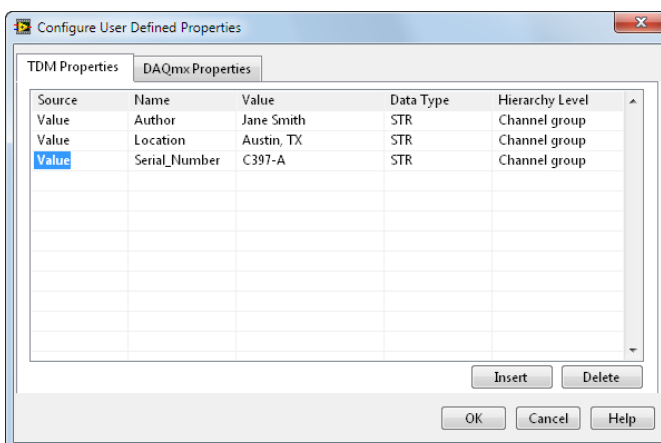 Configure User Defined Properties
TDM Properties DAQmx Properties
Source Name Value Data Type Hierarchy Level
Value Author Jane Smith STR Channel group
Value Location Austin, TX STR Channel group
Value Serial_Number C397-A STR Channel group
Insert Delete
OK Cancel Help